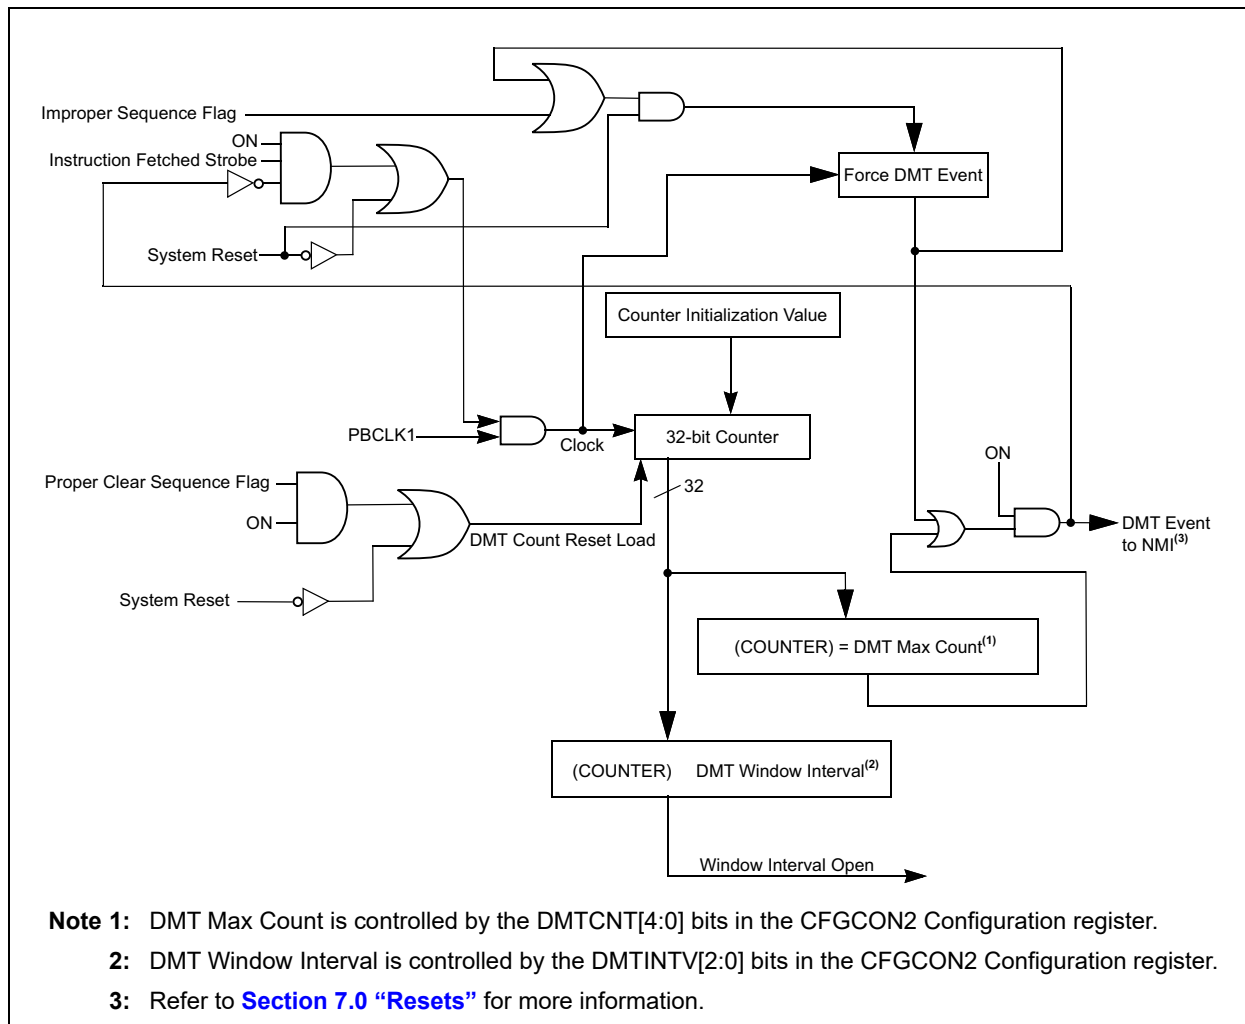 Improper Sequence Flag
ON
Instruction Fetched Strobe
Force DMT Event
System Reset
Counter Initialization Value
PBCLK1
Clock
32-bit Counter
Proper Clear Sequence Flag
ON
32
ON
DMT Count Reset Load
DMT Event
to NMI(3)
System Reset
(COUNTER) = DMT Max Count(1)
(COUNTER) DMT Window Interval(2)
Window Interval Open
Note 1: DMT Max Count is controlled by the DMTCNT[4:0] bits in the CFGCON2 Configuration register.
2: DMT Window Interval is controlled by the DMTINTV[2:0] bits in the CFGCON2 Configuration register.
3: Refer to Section 7.0 “Resets” for more information.